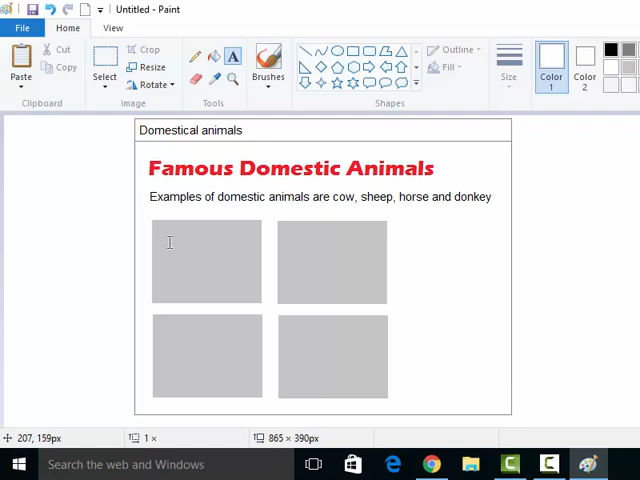 Untitled - Paint
File Home View
Paste Cut Copy Clipboard
Select Crop Resize Rotate Image
Tools
Brushes
Outline Fill Shapes
Size
Color 1
Color 2
Domestical animals
Famous Domestic Animals
Examples of domestic animals are cow, sheep, horse and donkey
207, 159px
1 ×
865 × 390px
Search the web and Windows